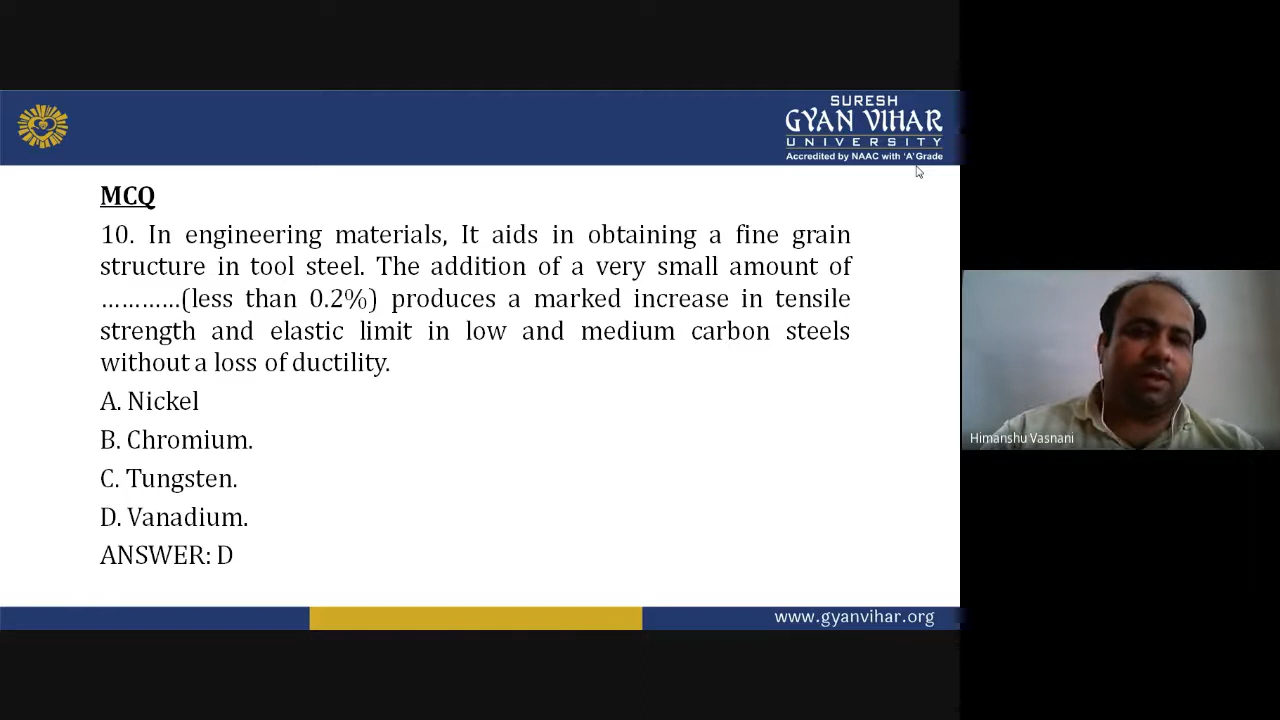 SURESH
GYAN VIHAR
UNIVERSITY
Accredited by NAAC with 'A' Grade
MCQ
10. In engineering materials, It aids in obtaining a fine grain
structure in tool steel. The addition of a very small amount of
…………(less than 0.2%) produces a marked increase in tensile
strength and elastic limit in low and medium carbon steels
without a loss of ductility.
A. Nickel
B. Chromium.
C. Tungsten.
D. Vanadium.
ANSWER: D
Himanshu Vasnani
www.gyanvihar.org